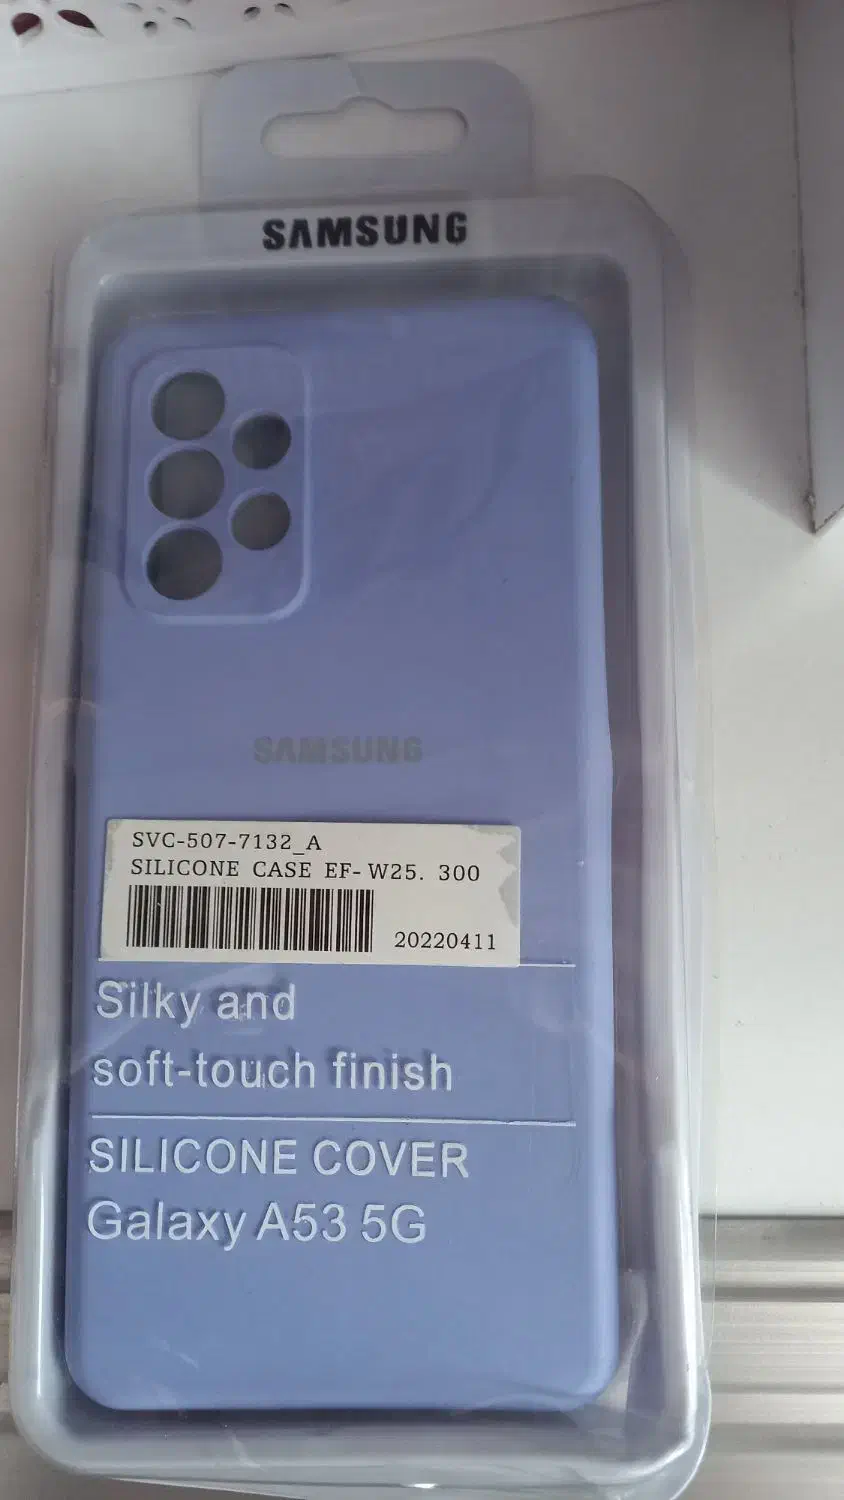 SAMSUNG
SAMSUNG
SVC-507-7132_A
SILICONE CASE EF- W25. 300
20220411
Silky and
soft-touch finish
SILICONE COVER
Galaxy A53 5G